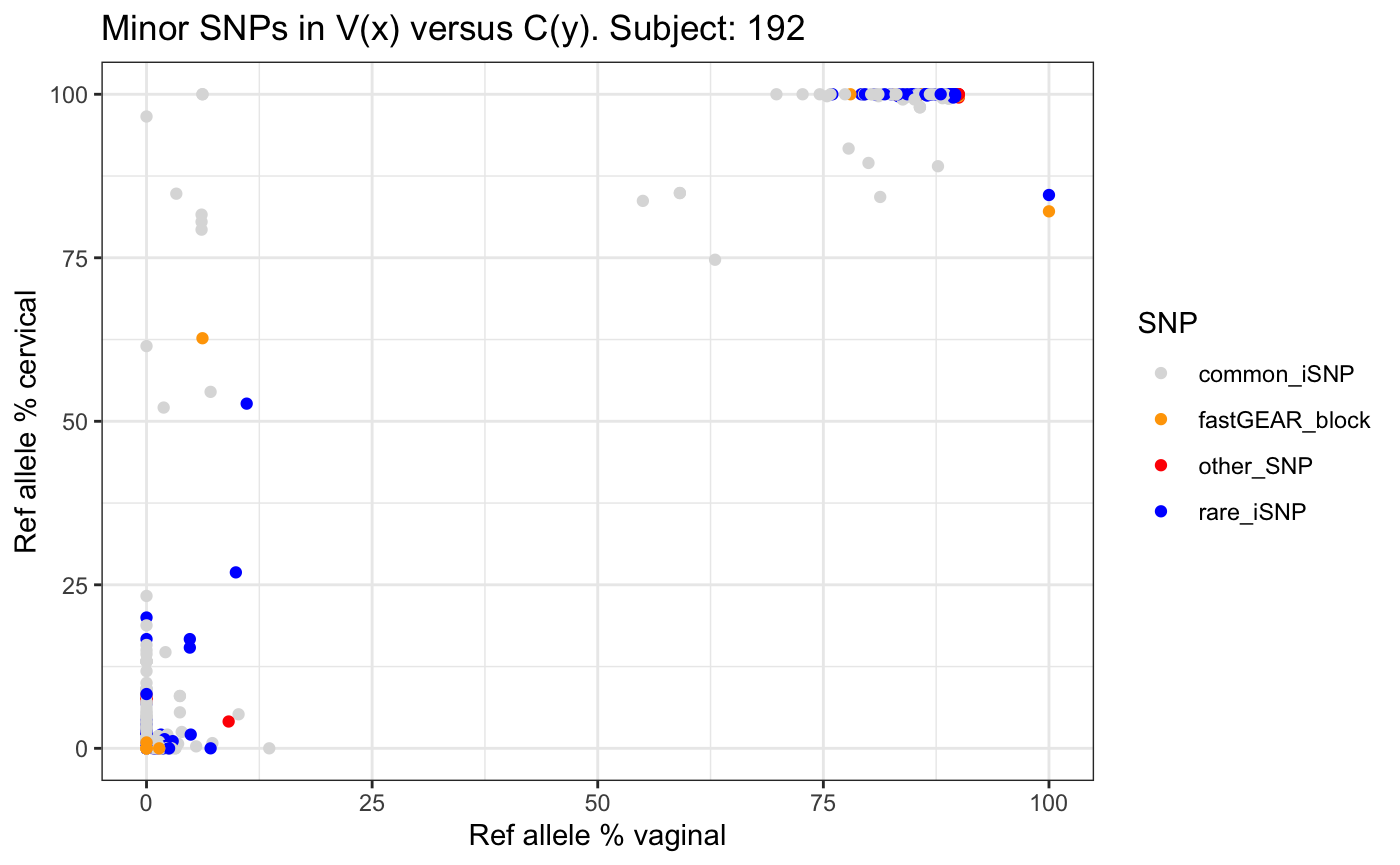 Minor SNPs in V(x) versus C(y). Subject: 192
100
75
50
25
0
Ref allele % cervical
0 25 50 75 100
Ref allele % vaginal
SNP
common_iSNP
fastGEAR_block
other_SNP
rare_iSNP